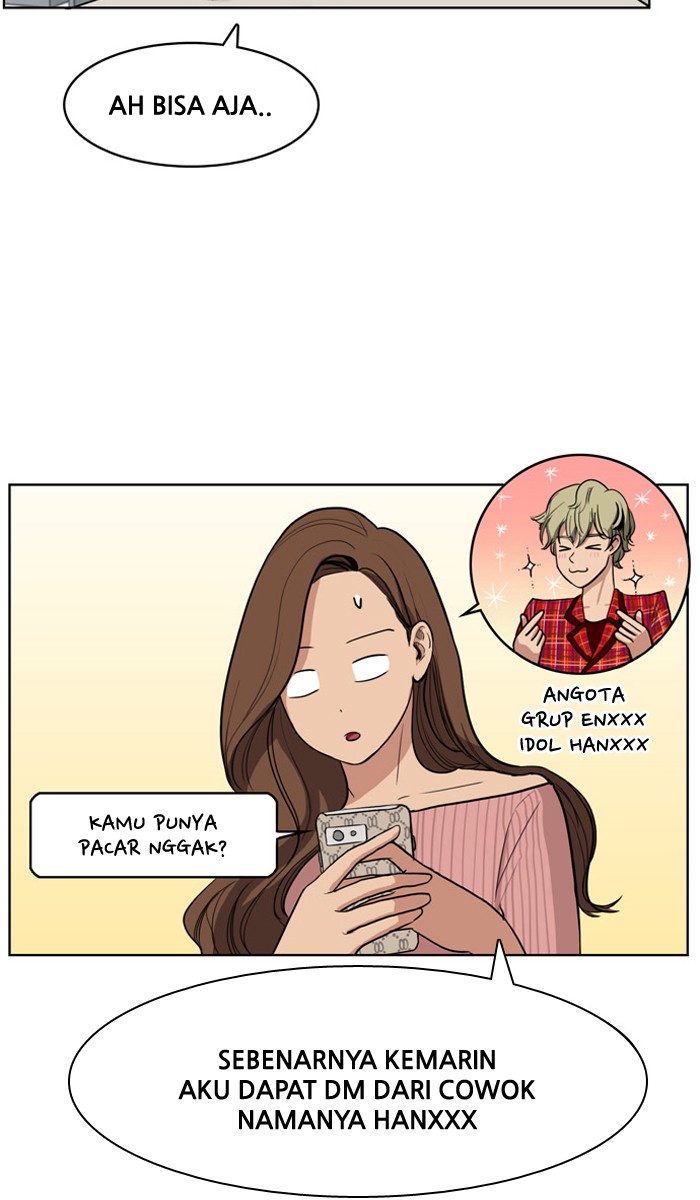 AH BISA AJA..
ANGOTA
GRUP ENXXX
IDOL HANXXX
KAMU PUNYA
PACAR NGGAK?
SEBENARNYA KEMARIN
AKU DAPAT DM DARI COWOK
NAMANYA HANXXX